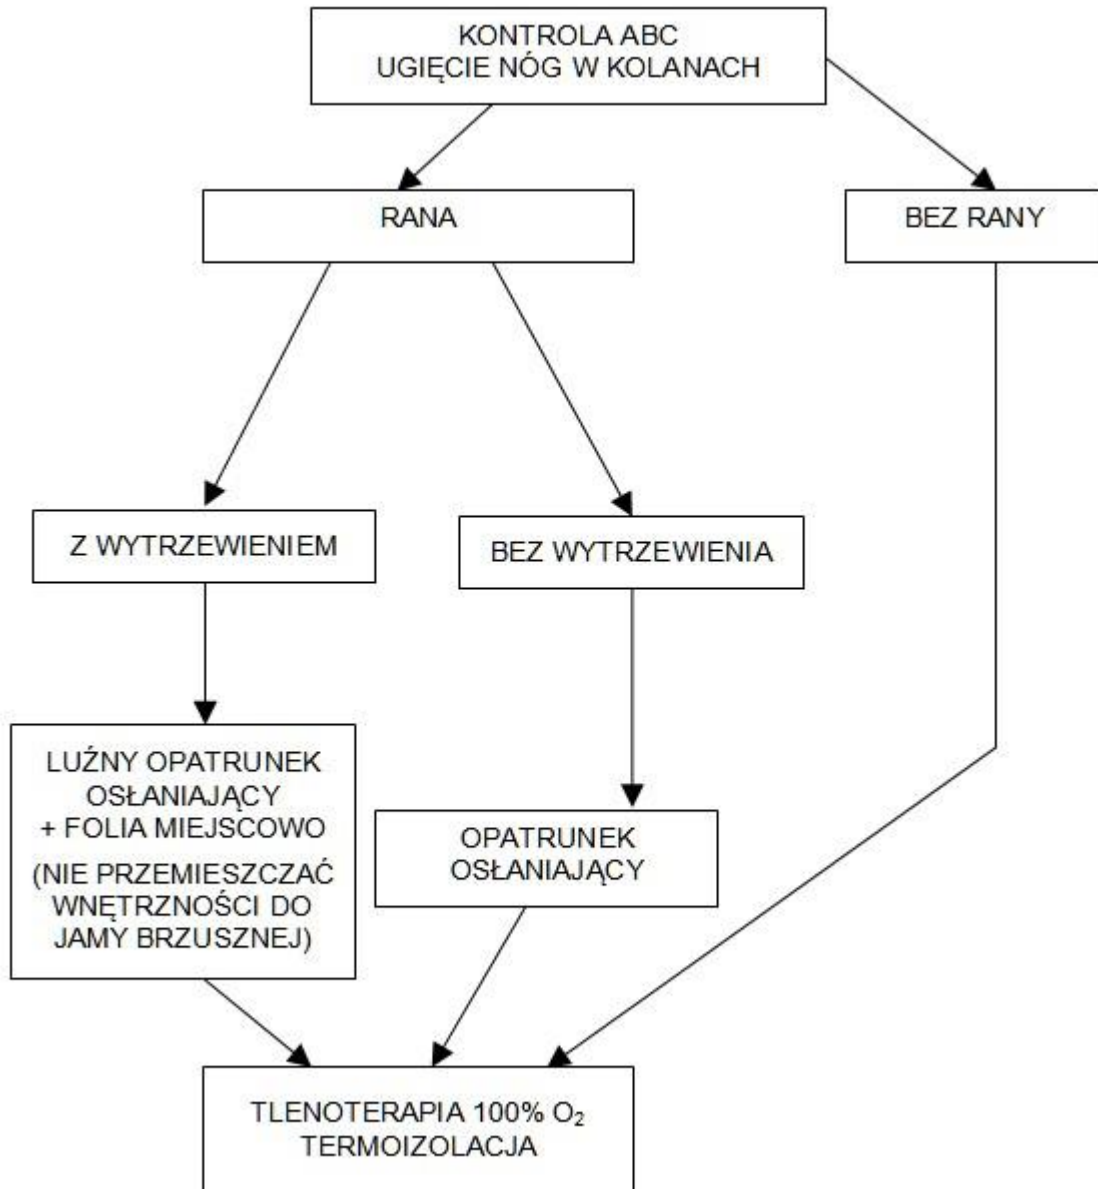 KONTROLA ABC
UGIĘCIE NÓG W KOLANACH
RANA
BEZ RANY
Z WYTRZEWIENIEM
BEZ WYTRZEWIENIA
LUŹNY OPATRUNEK
OSŁANIAJĄCY
+ FOLIA MIEJSCOWO
(NIE PRZEMIESZCZAĆ
WNĘTRZNOŚCI DO
JAMY BRZUSZNEJ)
OPATRUNEK
OSŁANIAJĄCY
TLENOTERAPIA 100% O₂
TERMOIZOLACJA